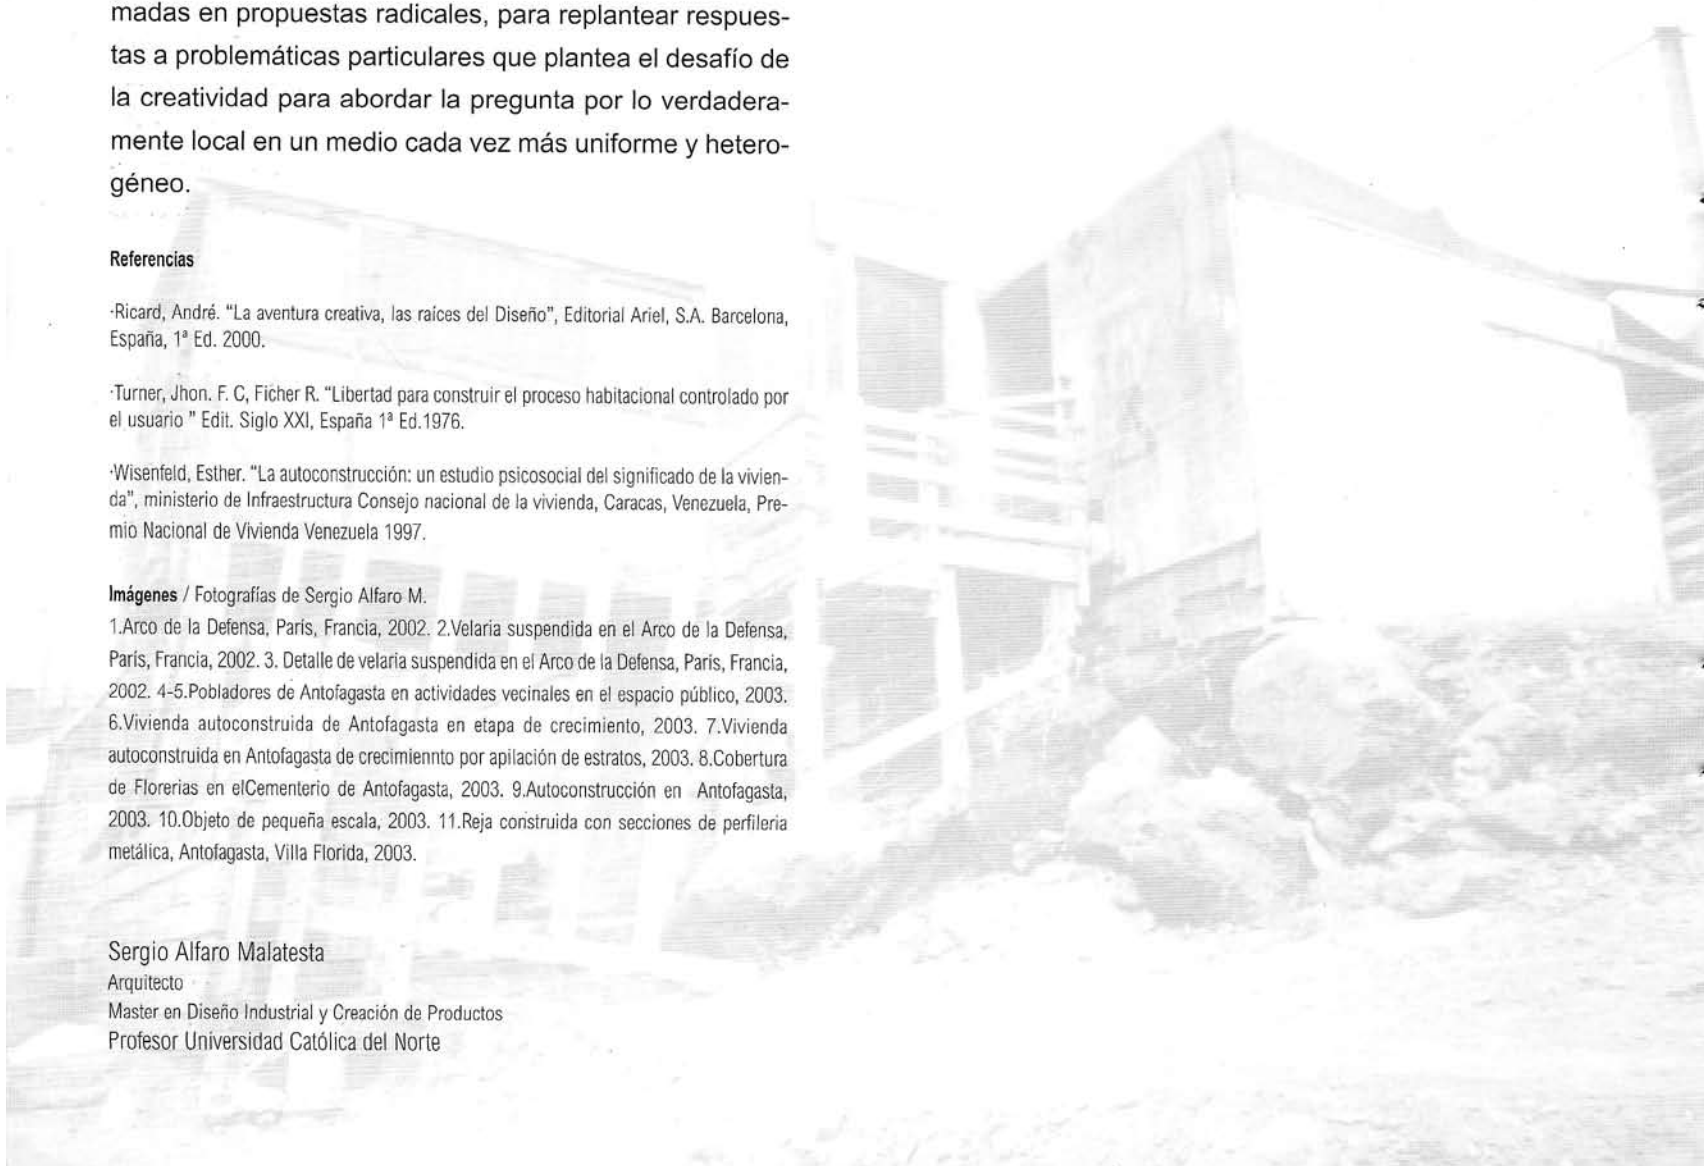 madas en propuestas radicales, para replantear respues-
tas a problemáticas particulares que plantea el desafío de
la creatividad para abordar la pregunta por lo verdadera-
mente local en un medio cada vez más uniforme y hetero-
géneo.
Referencias
·Ricard, André. “La aventura creativa, las raíces del Diseño”, Editorial Ariel, S.A. Barcelona,
España, 1ª Ed. 2000.
·Turner, Jhon. F. C, Ficher R. “Libertad para construir el proceso habitacional controlado por
el usuario ” Edit. Siglo XXI, España 1ª Ed.1976.
·Wisenfeld, Esther. “La autoconstrucción: un estudio psicosocial del significado de la vivien-
da”, ministerio de Infraestructura Consejo nacional de la vivienda, Caracas, Venezuela, Pre-
mio Nacional de Vivienda Venezuela 1997.
Imágenes / Fotografías de Sergio Alfaro M.
1.Arco de la Defensa, París, Francia, 2002. 2.Velaria suspendida en el Arco de la Defensa,
París, Francia, 2002. 3. Detalle de velaria suspendida en el Arco de la Defensa, Paris, Francia,
2002. 4-5.Pobladores de Antofagasta en actividades vecinales en el espacio público, 2003.
6.Vivienda autoconstruida de Antofagasta en etapa de crecimiento, 2003. 7.Vivienda
autoconstruida en Antofagasta de crecimiennto por apilación de estratos, 2003. 8.Cobertura
de Florerias en elCementerio de Antofagasta, 2003. 9.Autoconstrucción en Antofagasta,
2003. 10.Objeto de pequeña escala, 2003. 11.Reja construida con secciones de perfileria
metálica, Antofagasta, Villa Florida, 2003.
Sergio Alfaro Malatesta
Arquitecto
Master en Diseño Industrial y Creación de Productos
Profesor Universidad Católica del Norte